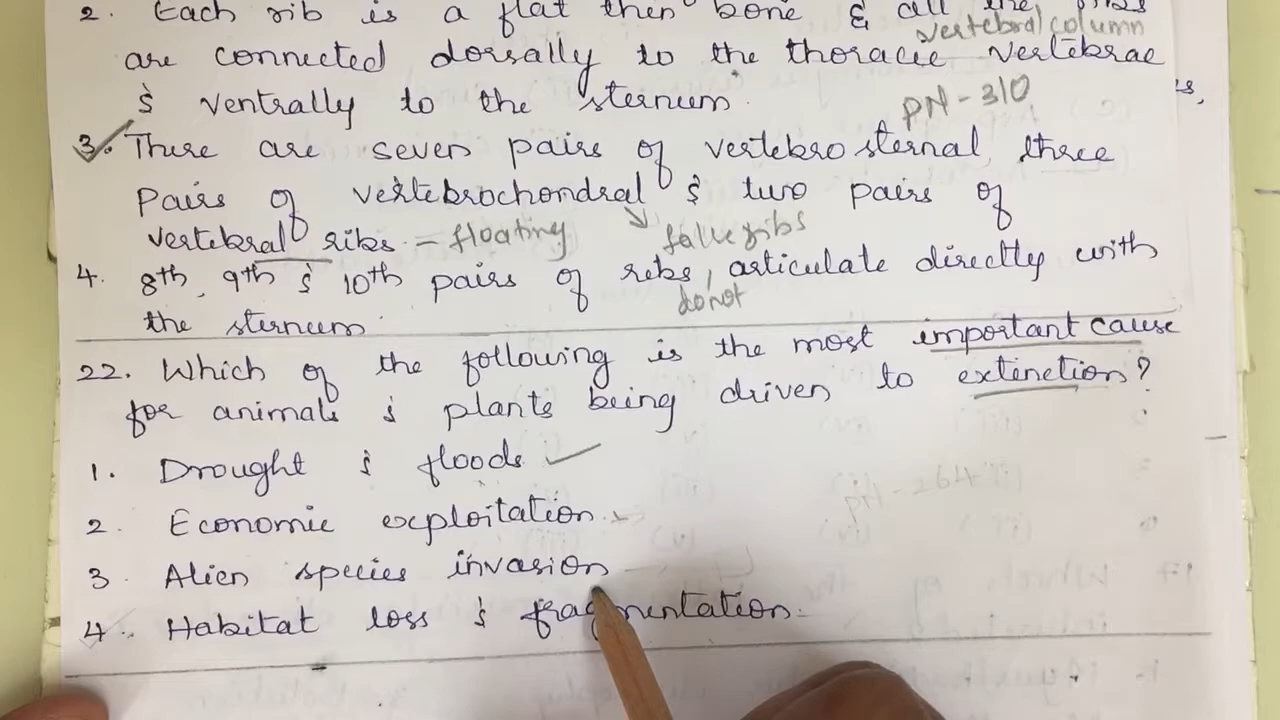 2. Each rib is a flat thin bone & all the ribs
vertebral column
are connected dorsally to the thoracic vertebrae
& ventrally to the sternum.
PN - 310
3. There are seven pairs of vertebrosternal, three
pairs of vertebrochondral & two pairs of
vertebral ribs. - floating
false ribs
4. 8th, 9th & 10th pairs of ribs, articulate directly with
do not
the sternum.
22. Which of the following is the most important cause
for animals & plants being driven to extinction?
1. Drought & floods
2. Economic exploitation.
3. Alien species invasion
4. Habitat loss & fragmentation.